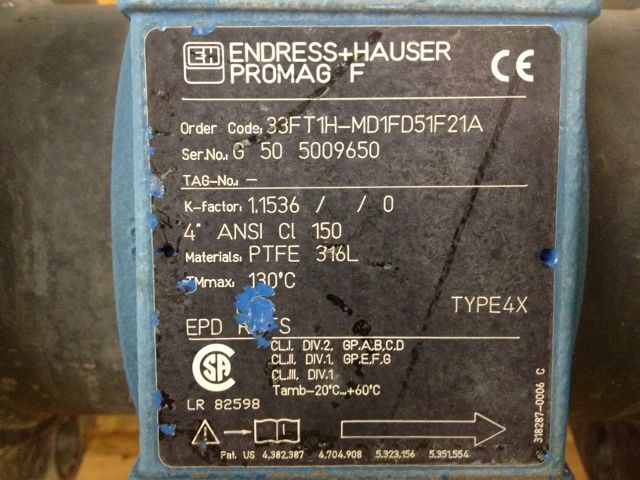 EH ENDRESS+HAUSER
PROMAG F
CE
Order Code: 33FT1H-MD1FD51F21A
Ser.No.: G 50 5009650
TAG-No.: -
K-factor: 1.1536 / / 0
4" ANSI Cl 150
Materials: PTFE 316L
TMmax: 130°C
TYPE4X
EPD
CL.I, DIV.2, GP.A,B,C,D
CL.II, DIV.1, GP.E,F,G
CL.III, DIV.1
Tamb-20°C...+60°C
SA
LR 82598
318287-0006 C
Pat. US 4,382,387 4,704,908 5,323,156 5,351,554